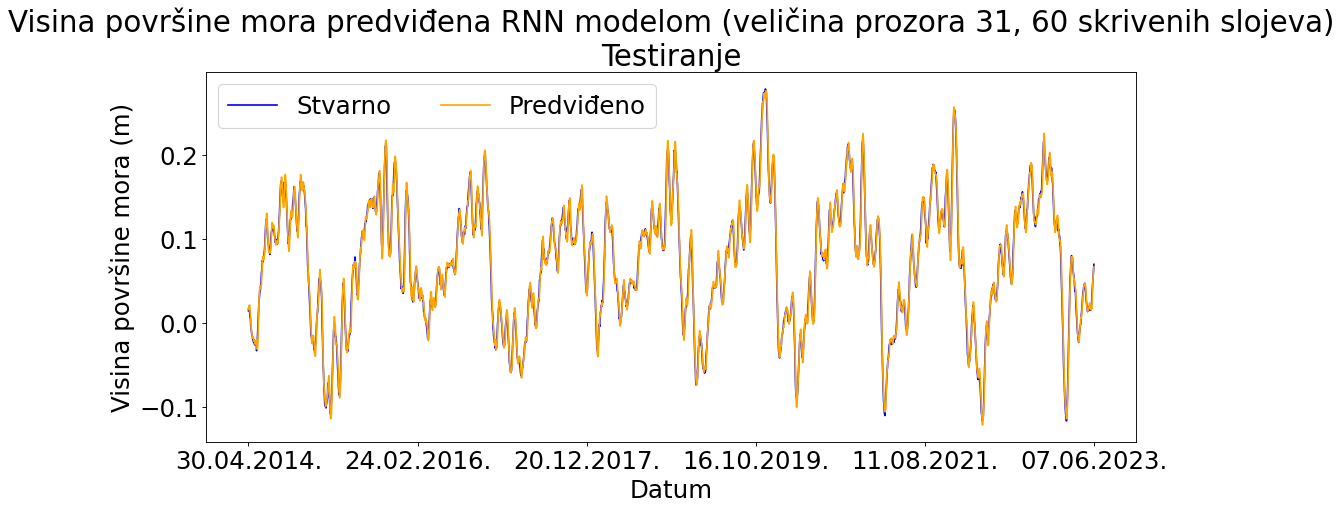 Visina površine mora predviđena RNN modelom (veličina prozora 31, 60 skrivenih slojeva)
Testiranje
Stvarno Predviđeno
Visina površine mora (m)
0.2
0.1
0.0
−0.1
30.04.2014. 24.02.2016. 20.12.2017. 16.10.2019. 11.08.2021. 07.06.2023.
Datum